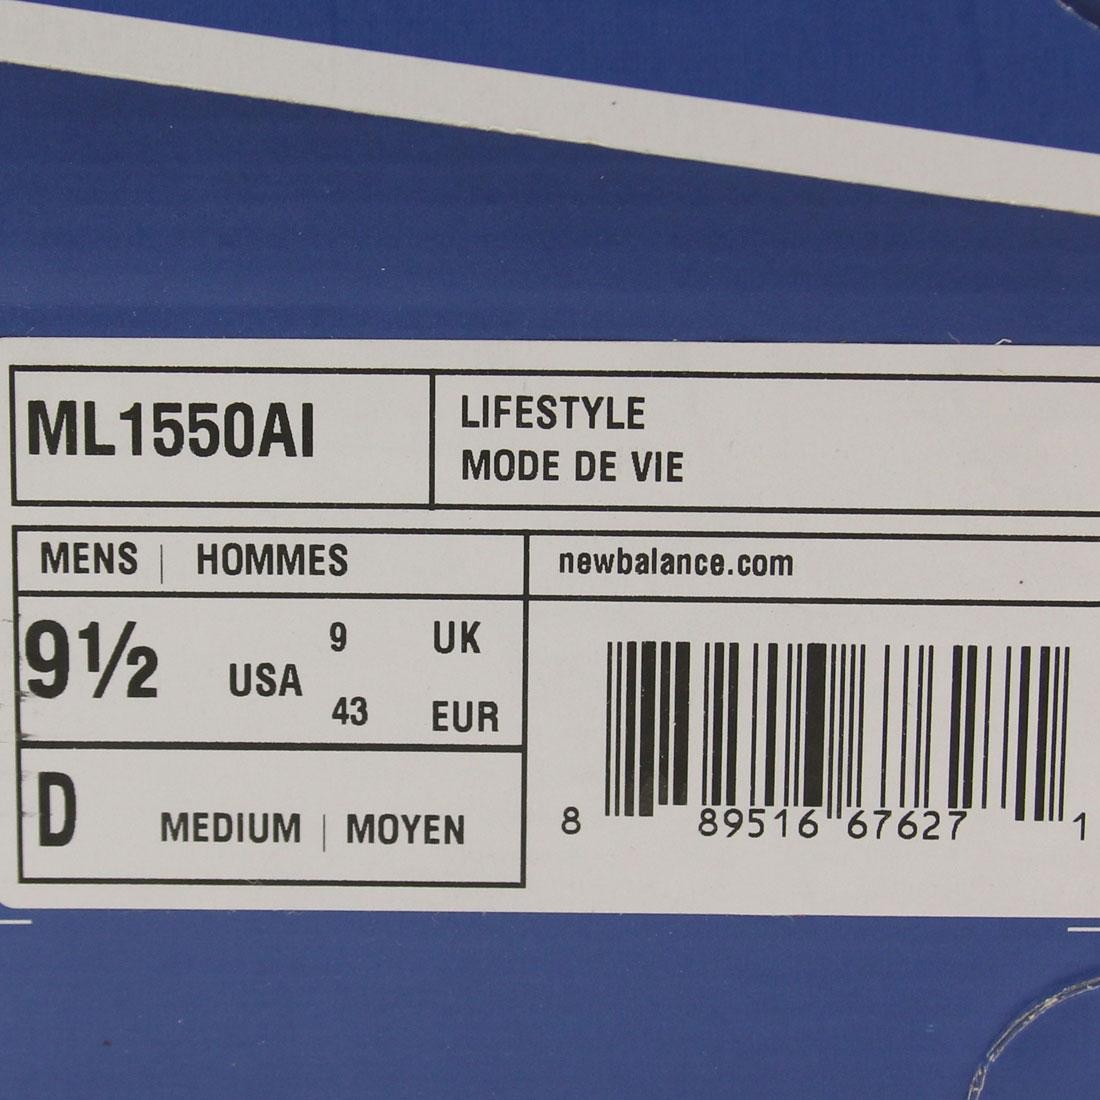 ML1550AI
LIFESTYLE
MODE DE VIE
MENS | HOMMES
newbalance.com
9½ USA 9 UK
43 EUR
D MEDIUM | MOYEN
8 89516 67627 1